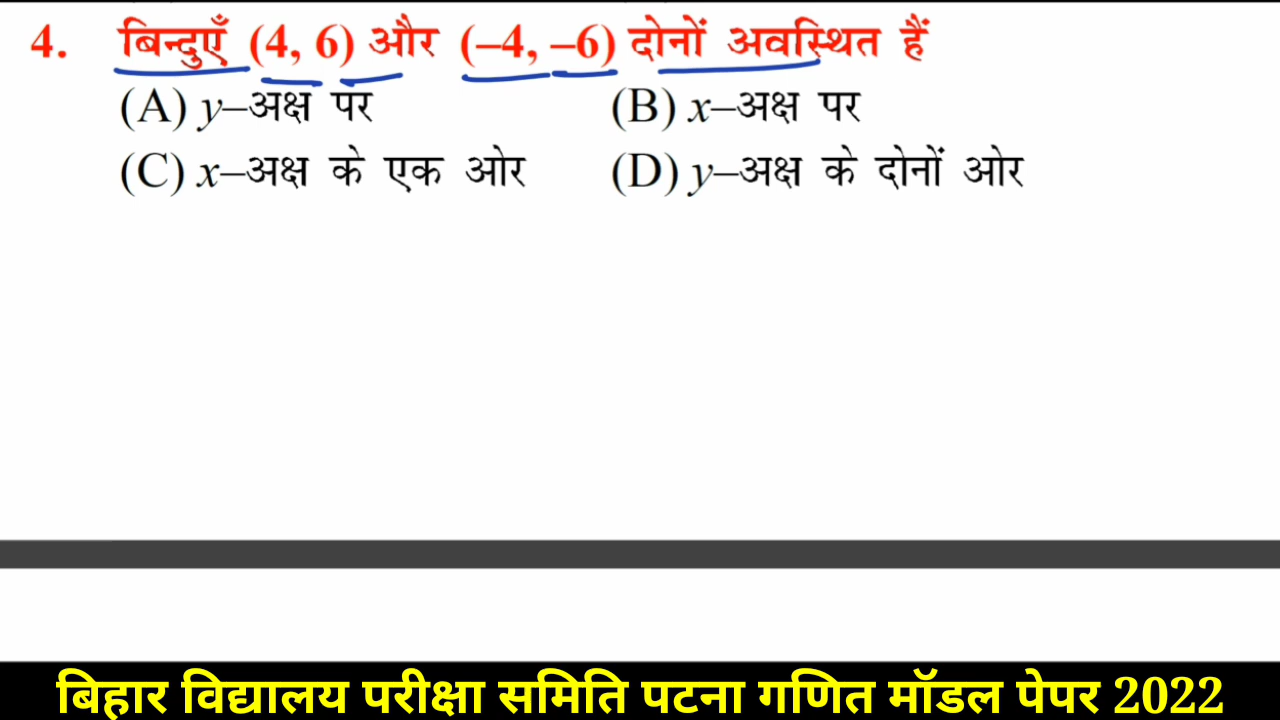 4. बिन्दुएँ (4, 6) और (–4, –6) दोनों अवस्थित हैं
(A) y–अक्ष पर (B) x–अक्ष पर
(C) x–अक्ष के एक ओर (D) y–अक्ष के दोनों ओर
बिहार विद्यालय परीक्षा समिति पटना गणित मॉडल पेपर 2022